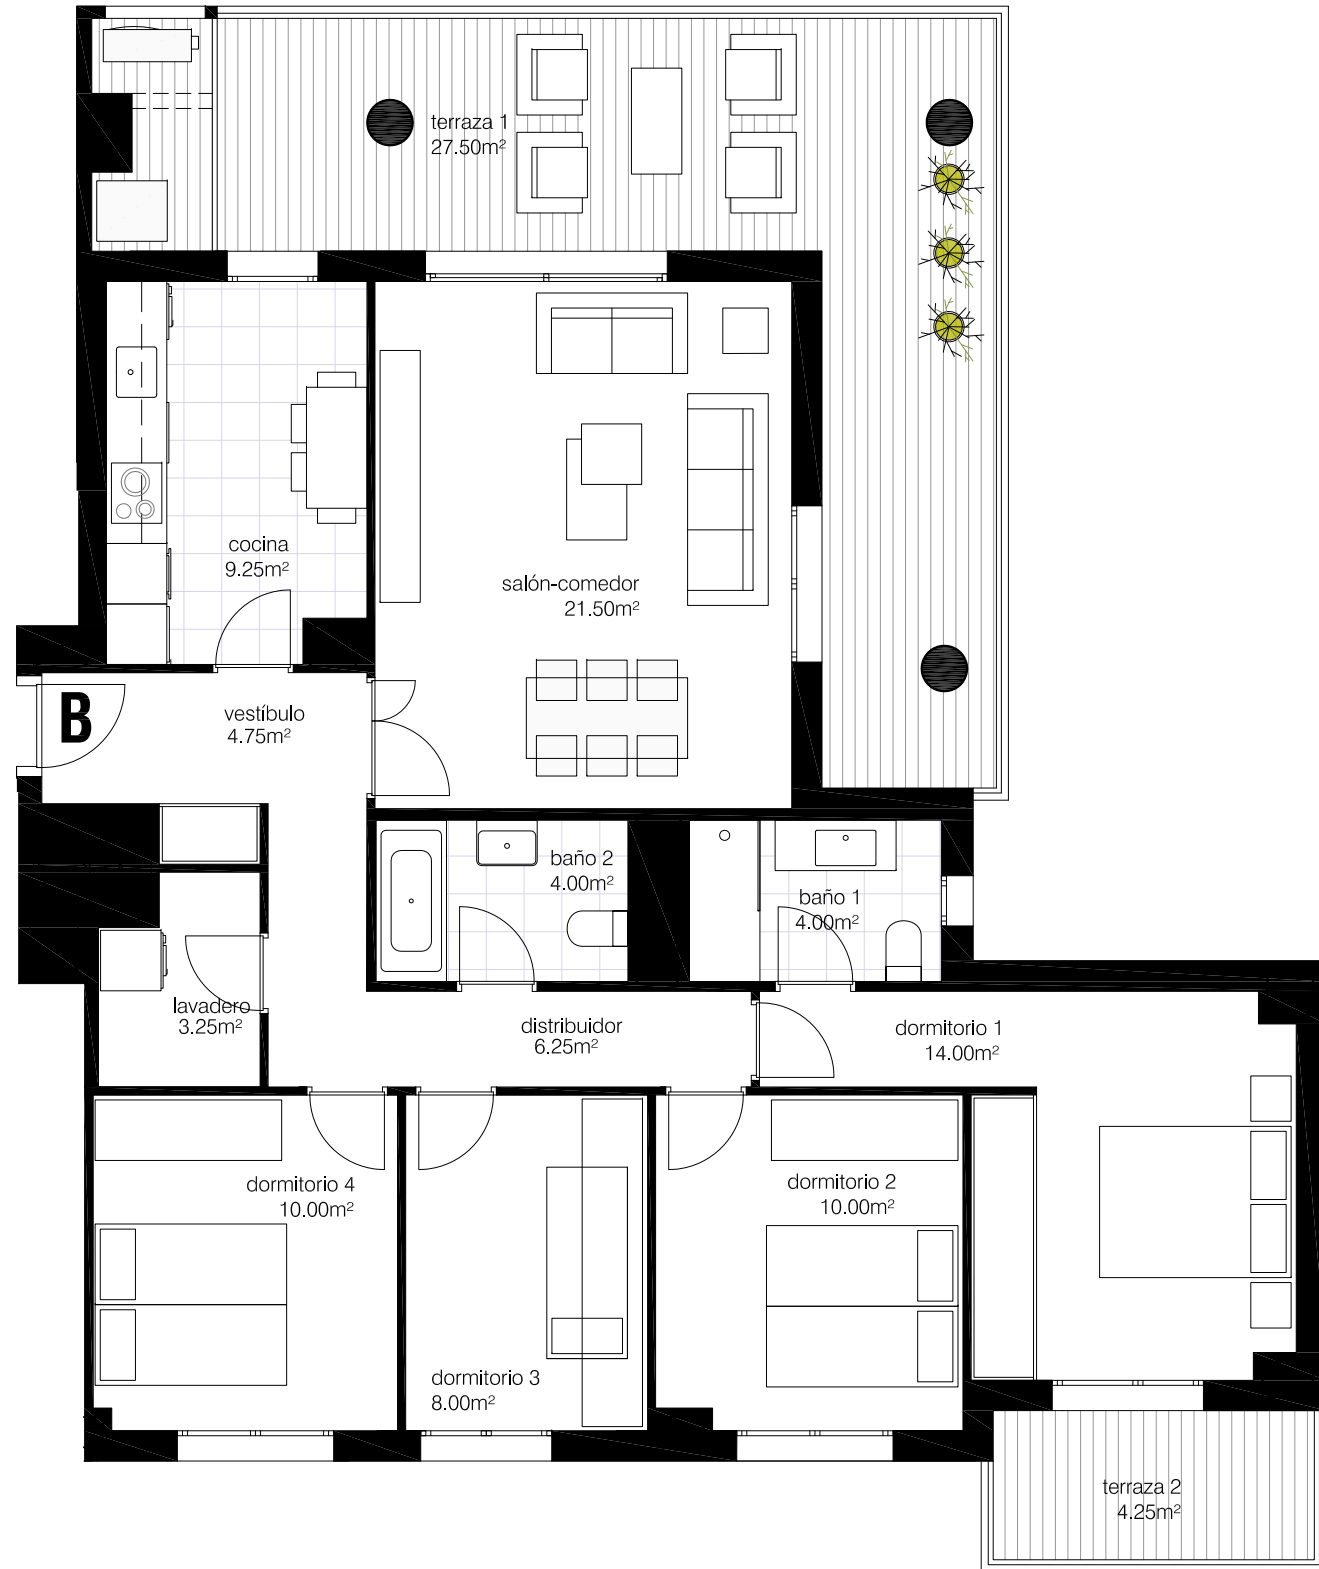 terraza 1
27.50m²
cocina
9.25m²
salón-comedor
21.50m²
B
vestíbulo
4.75m²
baño 2
4.00m²
baño 1
4.00m²
lavadero
3.25m²
distribuidor
6.25m²
dormitorio 1
14.00m²
dormitorio 4
10.00m²
dormitorio 2
10.00m²
dormitorio 3
8.00m²
terraza 2
4.25m²